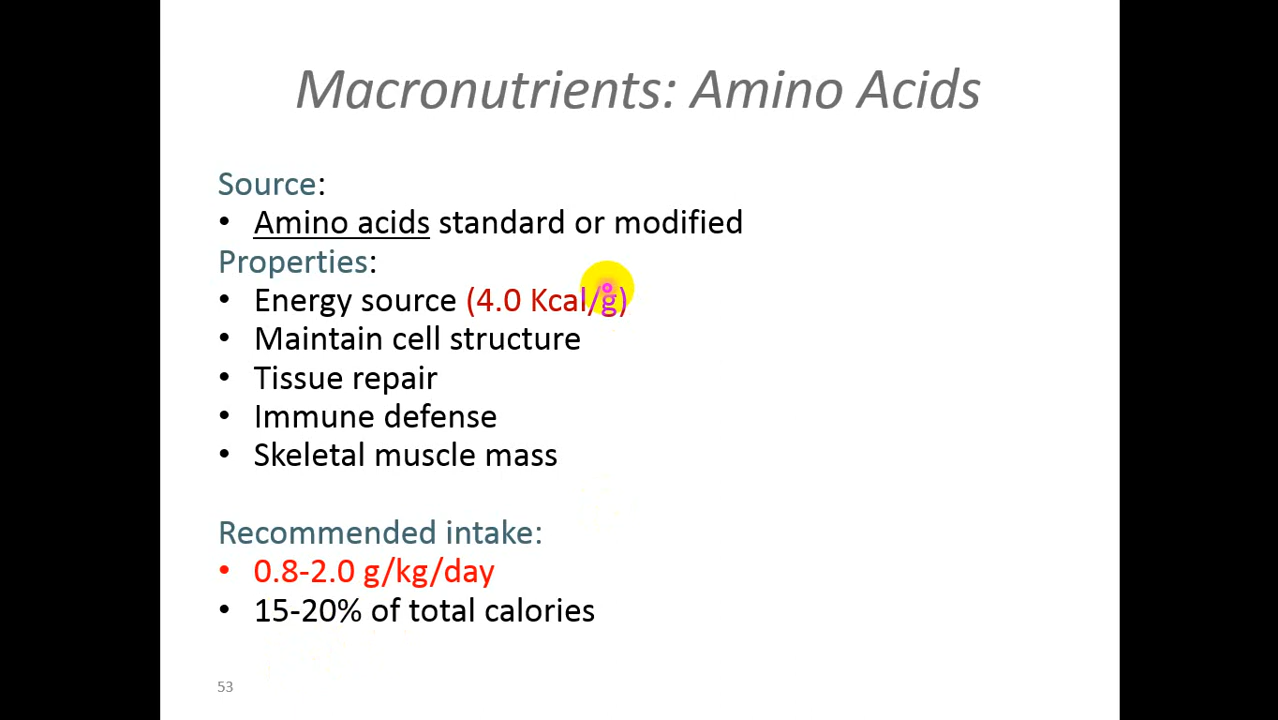 Macronutrients: Amino Acids
Source:
• Amino acids standard or modified
Properties:
• Energy source (4.0 Kcal/g)
• Maintain cell structure
• Tissue repair
• Immune defense
• Skeletal muscle mass
Recommended intake:
• 0.8-2.0 g/kg/day
• 15-20% of total calories
53